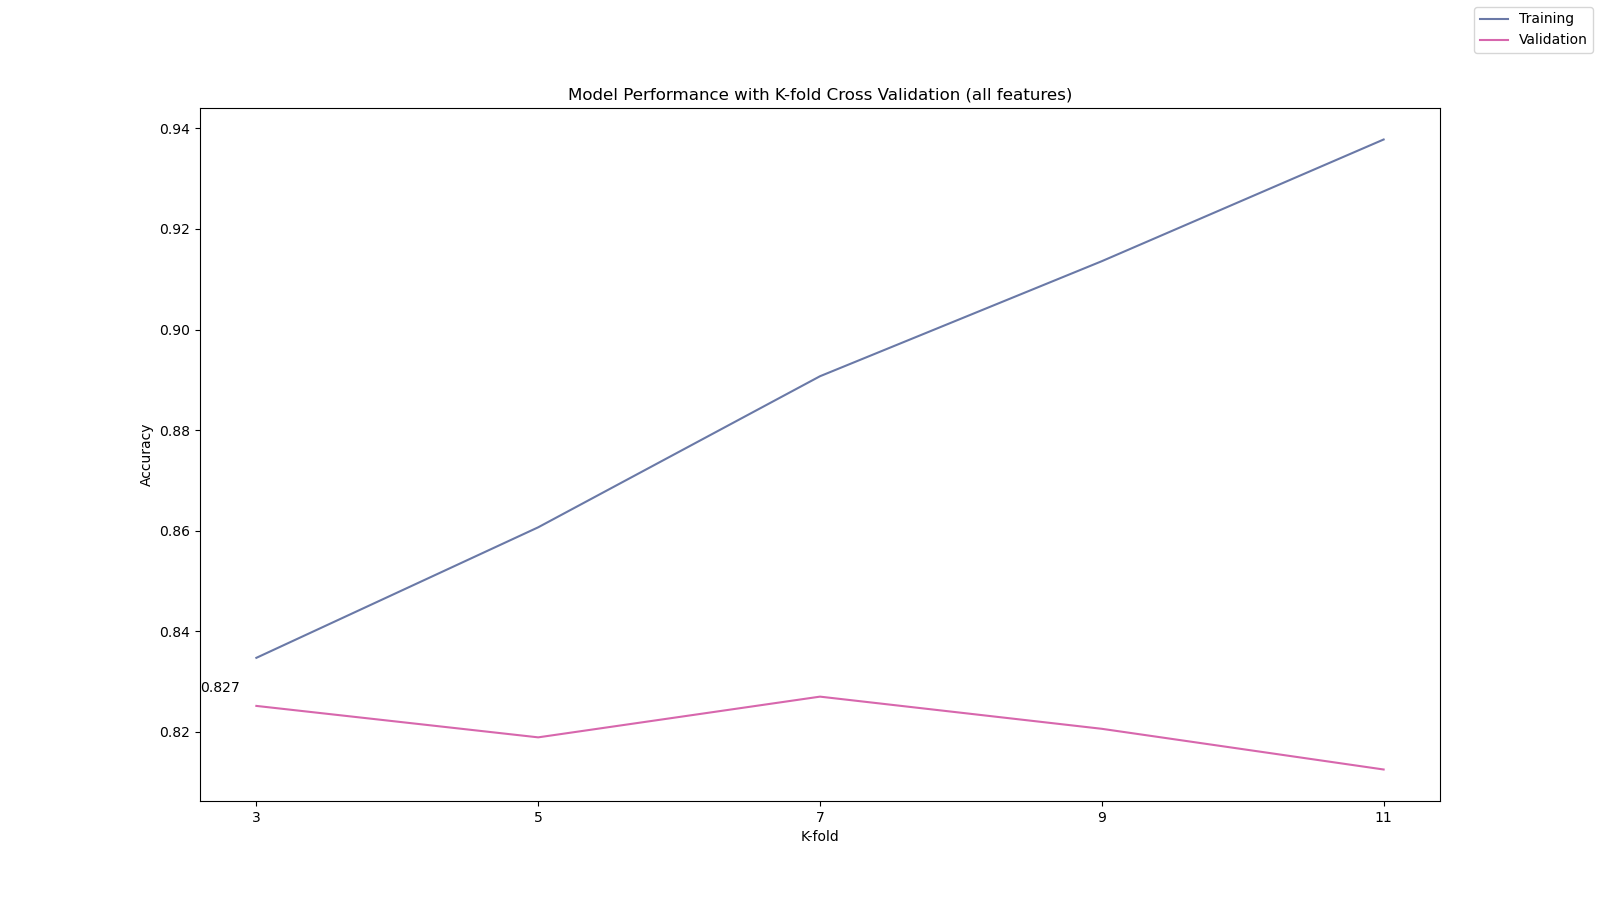 Training
Validation
Model Performance with K-fold Cross Validation (all features)
0.94
0.92
0.90
0.88
0.86
0.84
0.82
Accuracy
0.827
3 5 7 9 11
K-fold